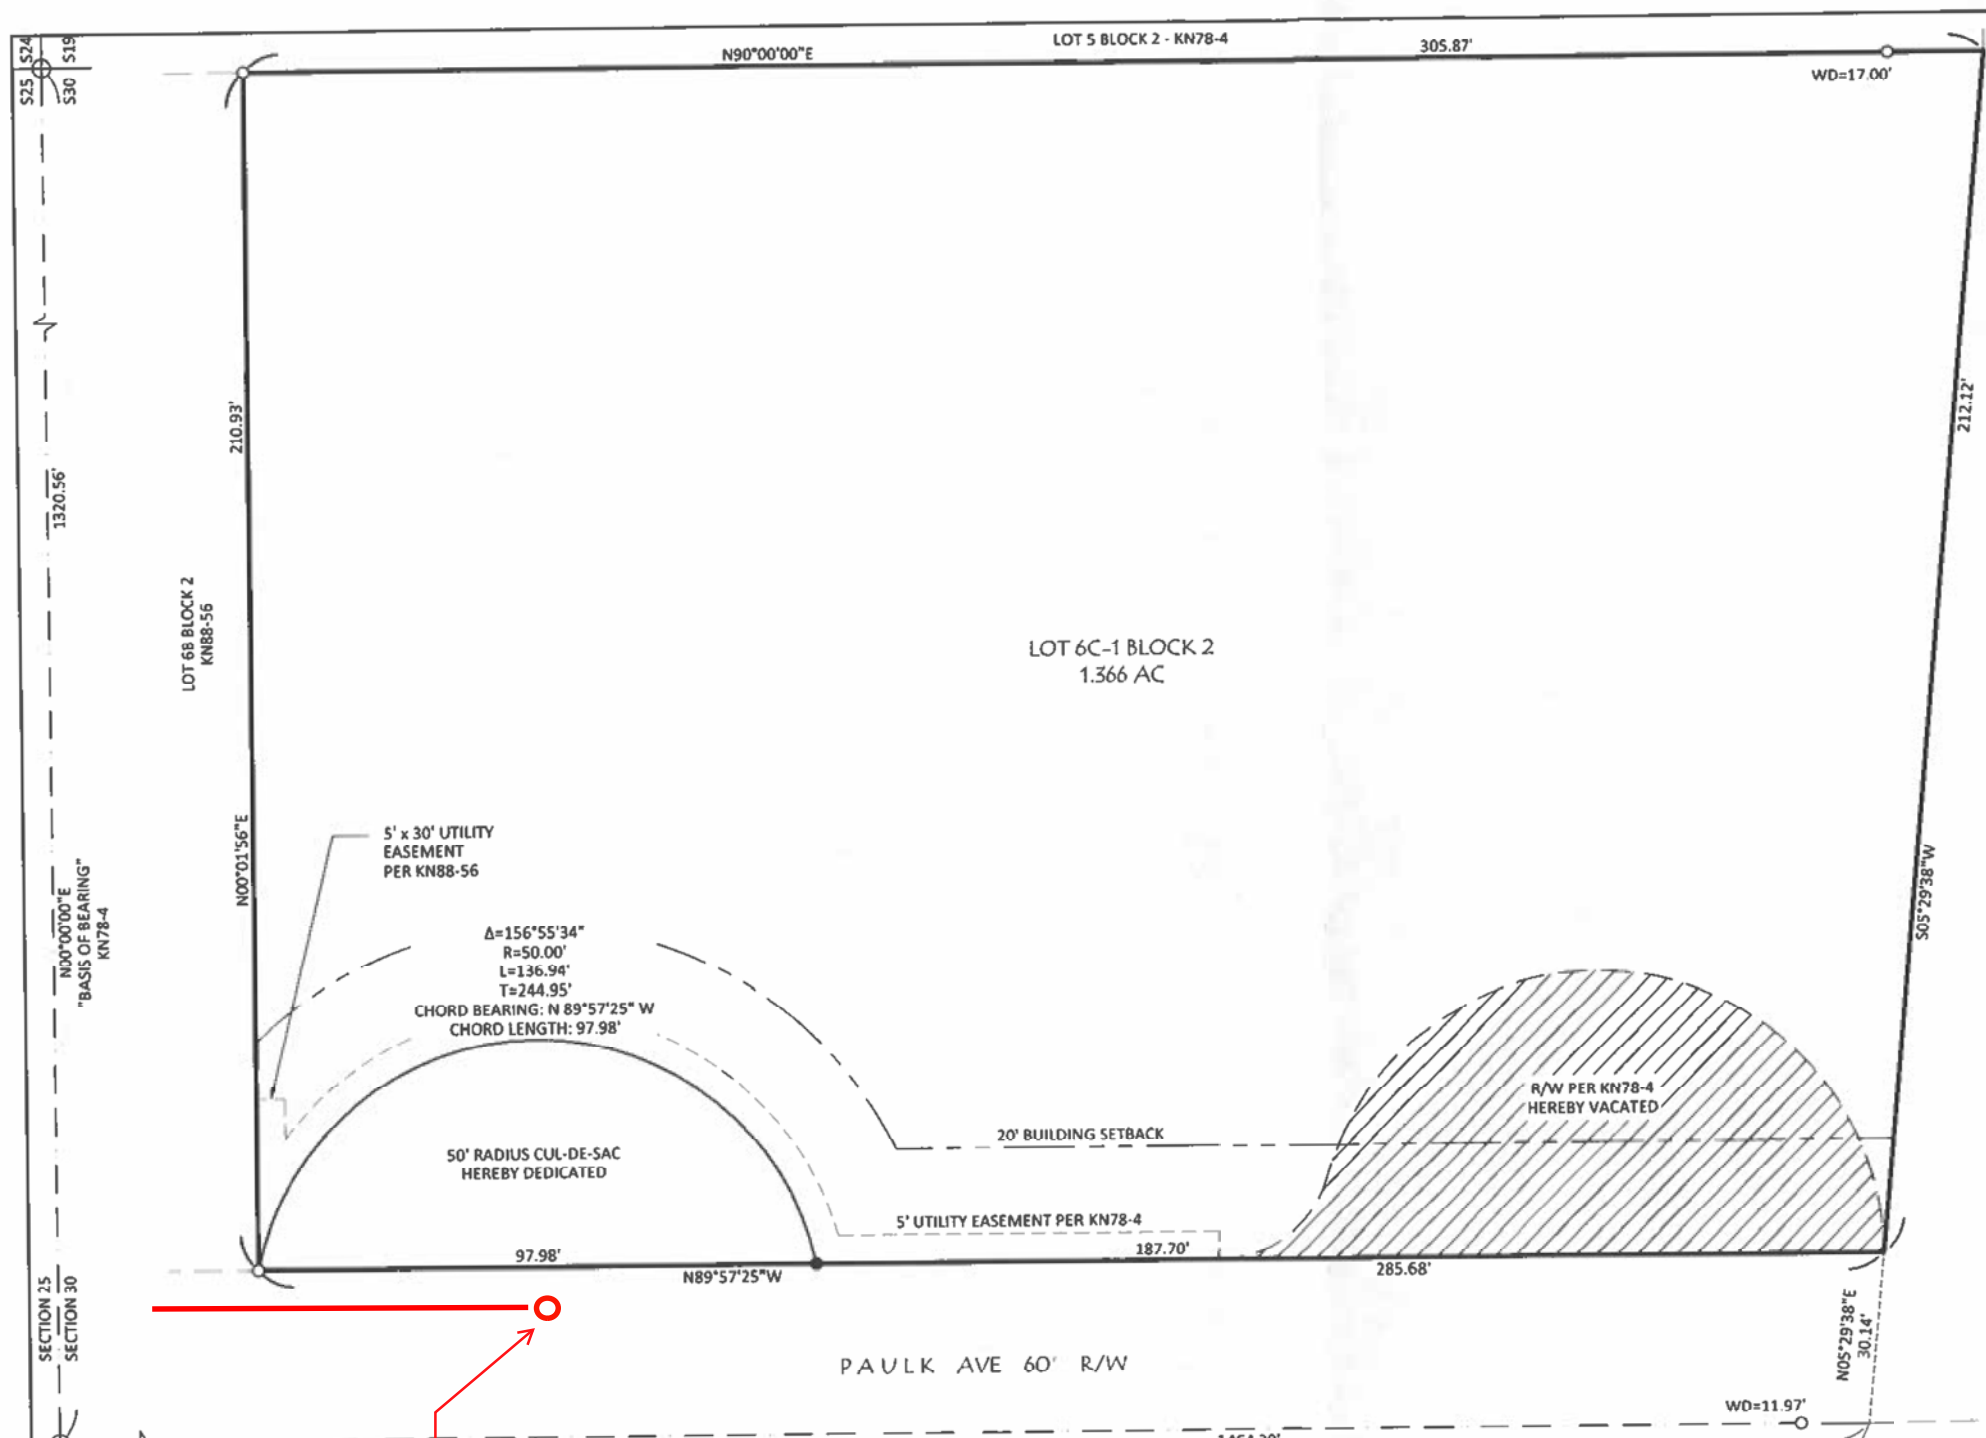 LOT 5 BLOCK 2 - KN78-4
N90°00'00"E
305.87'
WD=17.00'
S24
S19
S25
S30
210.93'
212.12'
1320.56'
LOT 6B BLOCK 2
KN88-56
LOT 6C-1 BLOCK 2
1.366 AC
N00°01'56"E
5' x 30' UTILITY
EASEMENT
PER KN88-56
S05°29'38"W
N00°00'00"E
"BASIS OF BEARING"
KN78-4
Δ=156°55'34"
R=50.00'
L=136.94'
T=244.95'
CHORD BEARING: N 89°57'25" W
CHORD LENGTH: 97.98'
R/W PER KN78-4
HEREBY VACATED
20' BUILDING SETBACK
50' RADIUS CUL-DE-SAC
HEREBY DEDICATED
5' UTILITY EASEMENT PER KN78-4
97.98'
187.70'
N89°57'25"W
285.68'
SECTION 25
SECTION 30
N05°29'38"E
30.14'
PAULK AVE 60' R/W
WD=11.97'